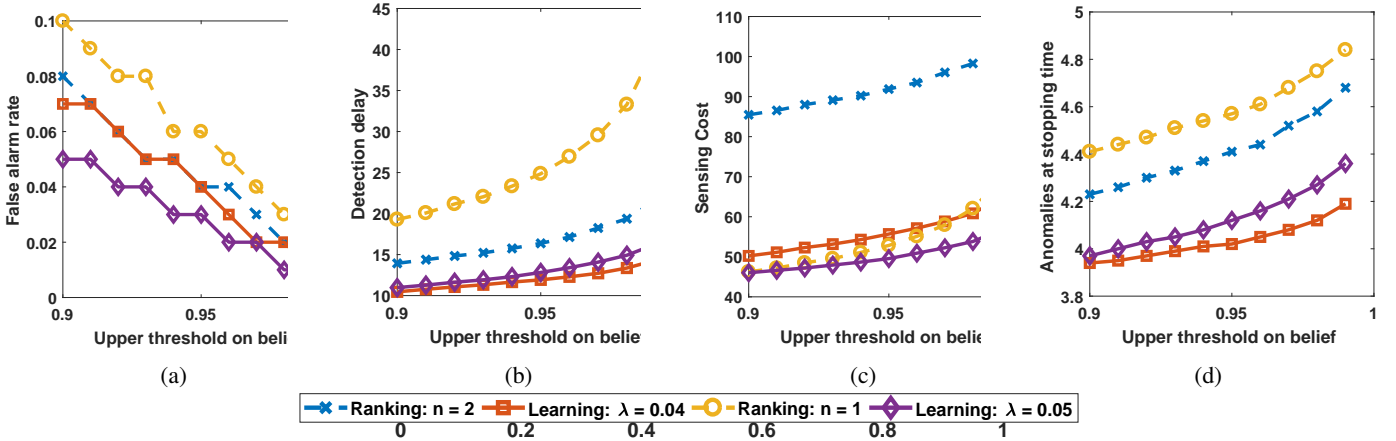 0.1
0.08
0.06
0.04
0.02
0
0.9
0.95
False alarm rate
Upper threshold on beli
(a)
45
40
35
30
25
20
15
10
0.9
0.95
Detection delay
Upper threshold on belief
(b)
110
100
90
80
70
60
50
40
0.9
0.95
Sensing Cost
Upper threshold on belie
(c)
5
4.8
4.6
4.4
4.2
4
3.8
0.9
0.95
1
Anomalies at stopping time
Upper threshold on belief
(d)
Ranking: n = 2 Learning: λ = 0.04 Ranking: n = 1 Learning: λ = 0.05
0 0.2 0.4 0.6 0.8 1